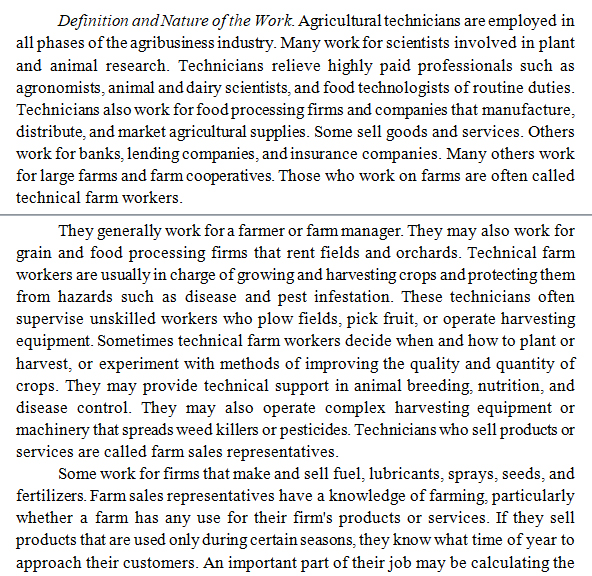 Definition and Nature of the Work. Agricultural technicians are employed in
all phases of the agribusiness industry. Many work for scientists involved in plant
and animal research. Technicians relieve highly paid professionals such as
agronomists, animal and dairy scientists, and food technologists of routine duties.
Technicians also work for food processing firms and companies that manufacture,
distribute, and market agricultural supplies. Some sell goods and services. Others
work for banks, lending companies, and insurance companies. Many others work
for large farms and farm cooperatives. Those who work on farms are often called
technical farm workers.
They generally work for a farmer or farm manager. They may also work for
grain and food processing firms that rent fields and orchards. Technical farm
workers are usually in charge of growing and harvesting crops and protecting them
from hazards such as disease and pest infestation. These technicians often
supervise unskilled workers who plow fields, pick fruit, or operate harvesting
equipment. Sometimes technical farm workers decide when and how to plant or
harvest, or experiment with methods of improving the quality and quantity of
crops. They may provide technical support in animal breeding, nutrition, and
disease control. They may also operate complex harvesting equipment or
machinery that spreads weed killers or pesticides. Technicians who sell products or
services are called farm sales representatives.
Some work for firms that make and sell fuel, lubricants, sprays, seeds, and
fertilizers. Farm sales representatives have a knowledge of farming, particularly
whether a farm has any use for their firm's products or services. If they sell
products that are used only during certain seasons, they know what time of year to
approach their customers. An important part of their job may be calculating the